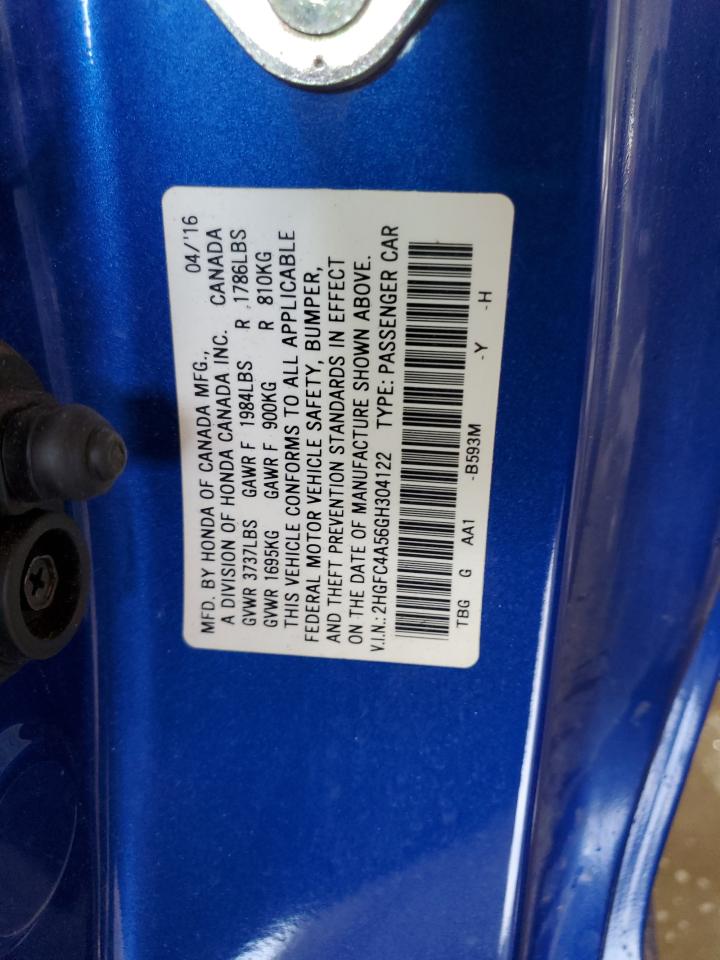 MFD. BY HONDA OF CANADA MFG., 04/'16
A DIVISION OF HONDA CANADA INC. CANADA
GVWR 3737LBS GAWR F 1984LBS R 1786LBS
GVWR 1695KG GAWR F 900KG R 810KG
THIS VEHICLE CONFORMS TO ALL APPLICABLE
FEDERAL MOTOR VEHICLE SAFETY, BUMPER,
AND THEFT PREVENTION STANDARDS IN EFFECT
ON THE DATE OF MANUFACTURE SHOWN ABOVE.
V.I.N.: 2HGFC4A56GH304122 TYPE: PASSENGER CAR
TBG G AA1 -B593M -Y -H